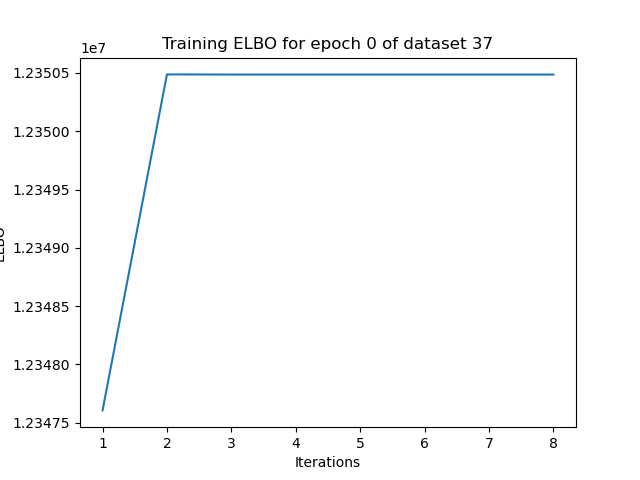 Training ELBO for epoch 0 of dataset 37
1e7
1.23505
1.23500
1.23495
1.23490
1.23485
1.23480
1.23475
ELBO
1 2 3 4 5 6 7 8
Iterations